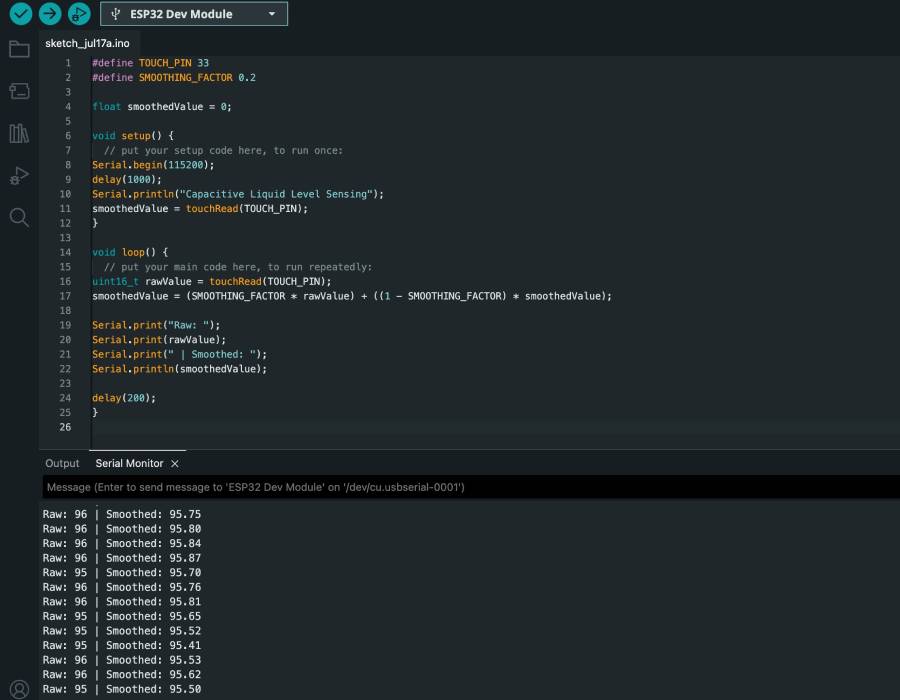 ESP32 Dev Module
sketch_jul17a.ino
1 #define TOUCH_PIN 33
2 #define SMOOTHING_FACTOR 0.2
3
4 float smoothedValue = 0;
5
6 void setup() {
7 // put your setup code here, to run once:
8 Serial.begin(115200);
9 delay(1000);
10 Serial.println("Capacitive Liquid Level Sensing");
11 smoothedValue = touchRead(TOUCH_PIN);
12 }
13
14 void loop() {
15 // put your main code here, to run repeatedly:
16 uint16_t rawValue = touchRead(TOUCH_PIN);
17 smoothedValue = (SMOOTHING_FACTOR * rawValue) + ((1 - SMOOTHING_FACTOR) * smoothedValue);
18
19 Serial.print("Raw: ");
20 Serial.print(rawValue);
21 Serial.print(" | Smoothed: ");
22 Serial.println(smoothedValue);
23
24 delay(200);
25 }
26
Output Serial Monitor
Message (Enter to send message to 'ESP32 Dev Module' on '/dev/cu.usbserial-0001')
Raw: 96 | Smoothed: 95.75
Raw: 96 | Smoothed: 95.80
Raw: 96 | Smoothed: 95.84
Raw: 96 | Smoothed: 95.87
Raw: 95 | Smoothed: 95.70
Raw: 96 | Smoothed: 95.76
Raw: 96 | Smoothed: 95.81
Raw: 95 | Smoothed: 95.65
Raw: 95 | Smoothed: 95.52
Raw: 95 | Smoothed: 95.41
Raw: 96 | Smoothed: 95.53
Raw: 96 | Smoothed: 95.62
Raw: 95 | Smoothed: 95.50